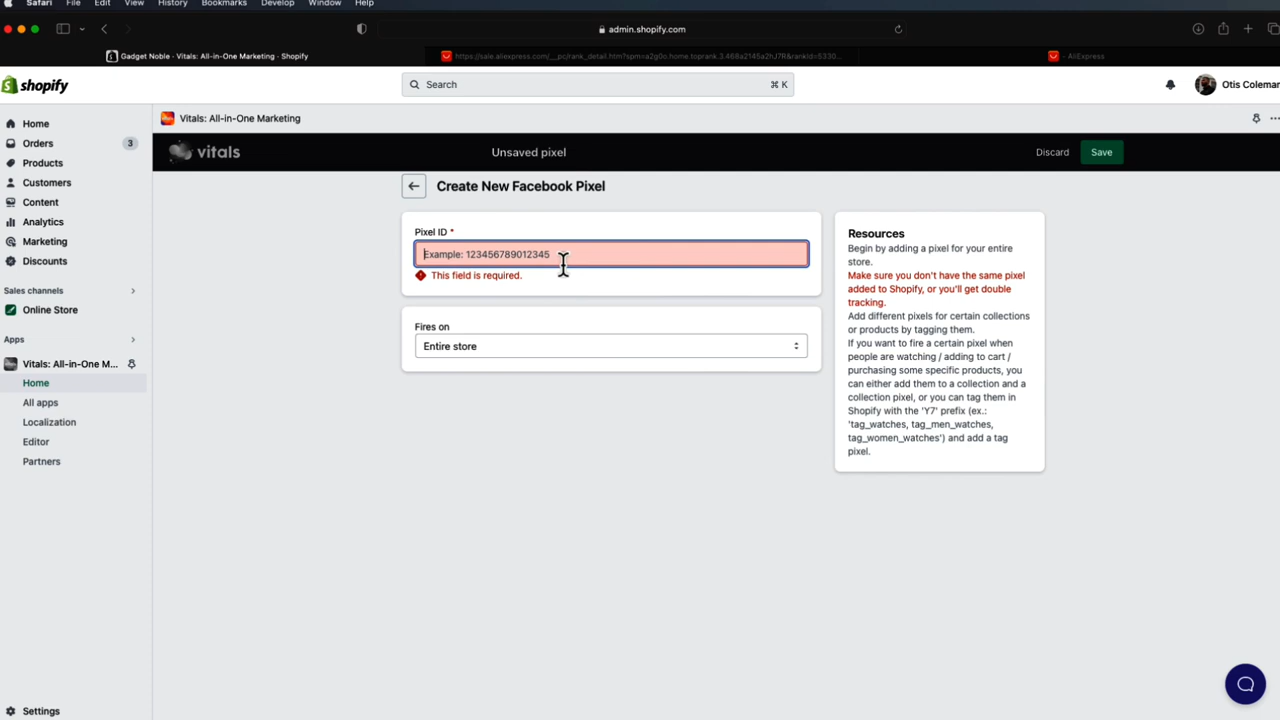 Safari File Edit View History Bookmarks Develop Window Help
admin.shopify.com
Gadget Noble · Vitals: All-in-One Marketing · Shopify
AliExpress
shopify
Search
⌘ K
Otis Coleman
Home
Orders 3
Products
Customers
Content
Analytics
Marketing
Discounts
Sales channels
Online Store
Apps
Vitals: All-in-One M...
Home
All apps
Localization
Editor
Partners
Settings
Vitals: All-in-One Marketing
vitals
Unsaved pixel
Discard
Save
Create New Facebook Pixel
Pixel ID *
Example: 123456789012345
This field is required.
Fires on
Entire store
Resources
Begin by adding a pixel for your entire
store.
Make sure you don't have the same pixel
added to Shopify, or you'll get double
tracking.
Add different pixels for certain collections
or products by tagging them.
If you want to fire a certain pixel when
people are watching / adding to cart /
purchasing some specific products, you
can either add them to a collection and a
collection pixel, or you can tag them in
Shopify with the 'Y7' prefix (ex.:
'tag_watches, tag_men_watches,
tag_women_watches') and add a tag
pixel.